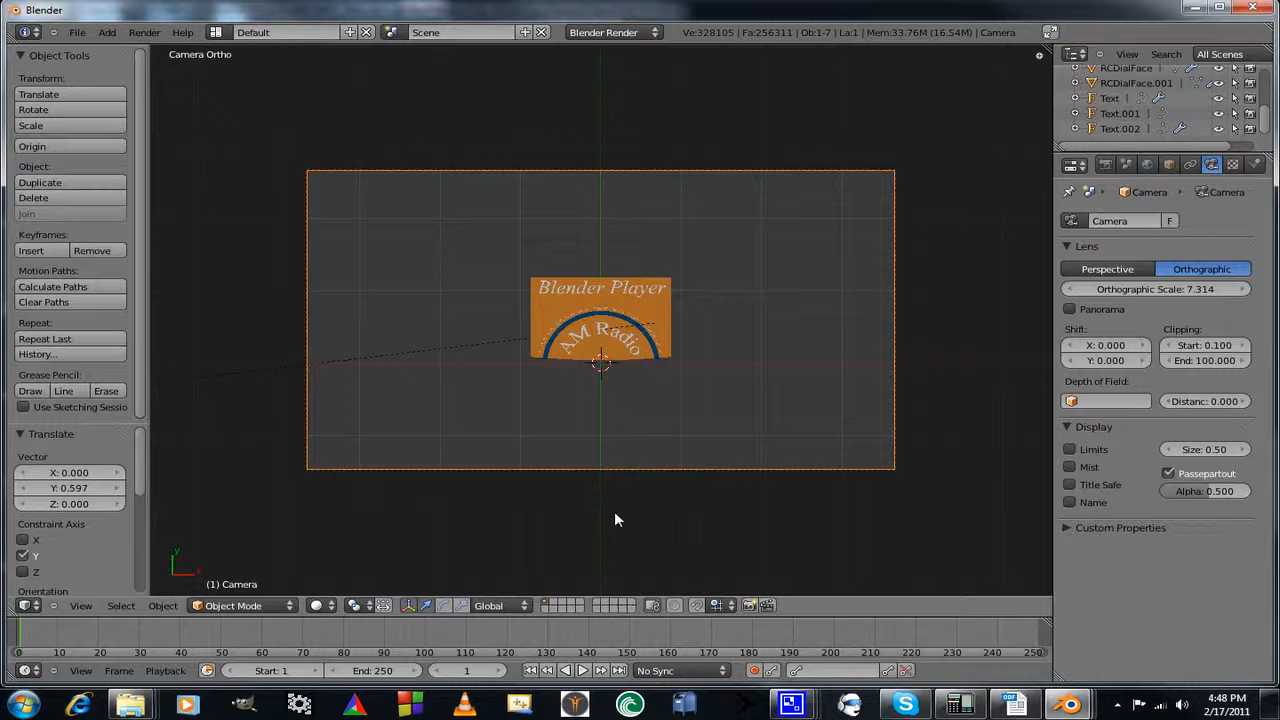 Blender
File Add Render Help Default Scene Blender Render Ve:328105 | Fa:256311 | Ob:1-7 | La:1 | Mem:33.76M (16.54M) | Camera
Object Tools
Transform:
Translate
Rotate
Scale
Origin
Object:
Duplicate
Delete
Join
Keyframes:
Insert Remove
Motion Paths:
Calculate Paths
Clear Paths
Repeat:
Repeat Last
History...
Grease Pencil:
Draw Line Erase
Use Sketching Sessio
Translate
Vector
X: 0.000
Y: 0.597
Z: 0.000
Constraint Axis
X
Y
Z
Orientation
Camera Ortho
Blender Player
AM Radio
y
x
(1) Camera
View Search All Scenes
RCDialFace
RCDialFace.001
Text
Text.001
Text.002
Camera Camera
Camera F
Lens
Perspective Orthographic
Orthographic Scale: 7.314
Panorama
Shift: Clipping:
X: 0.000 Start: 0.100
Y: 0.000 End: 100.000
Depth of Field:
Distanc: 0.000
Display
Limits Size: 0.50
Mist Passepartout
Title Safe Alpha: 0.500
Name
Custom Properties
View Select Object Object Mode Global
0 10 20 30 40 50 60 70 80 90 100 110 120 130 140 150 160 170 180 190 200 210 220 230 240 250
View Frame Playback Start: 1 End: 250 1 No Sync
ODF
4:48 PM
2/17/2011